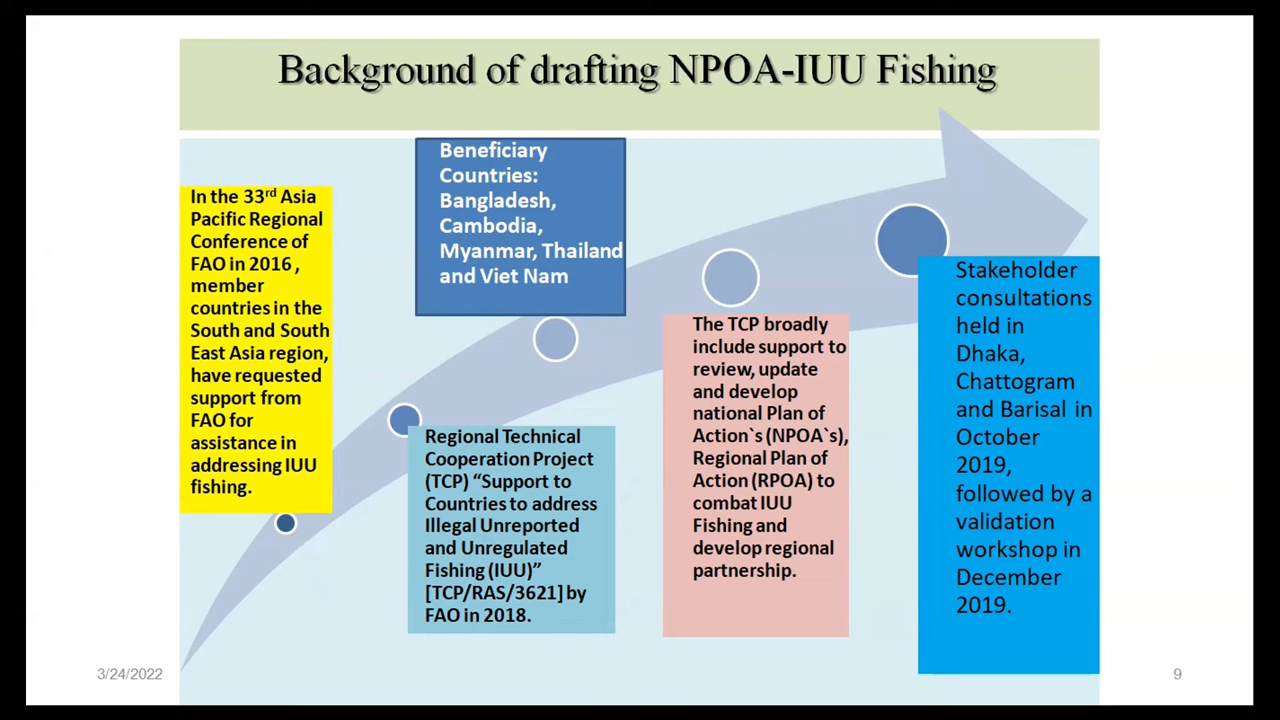 Background of drafting NPOA-IUU Fishing
In the 33rd Asia
Pacific Regional
Conference of
FAO in 2016 ,
member
countries in the
South and South
East Asia region,
have requested
support from
FAO for
assistance in
addressing IUU
fishing.
Regional Technical
Cooperation Project
(TCP) “Support to
Countries to address
Illegal Unreported
and Unregulated
Fishing (IUU)”
[TCP/RAS/3621] by
FAO in 2018.
Beneficiary
Countries:
Bangladesh,
Cambodia,
Myanmar, Thailand
and Viet Nam
The TCP broadly
include support to
review, update
and develop
national Plan of
Action`s (NPOA`s),
Regional Plan of
Action (RPOA) to
combat IUU
Fishing and
develop regional
partnership.
Stakeholder
consultations
held in
Dhaka,
Chattogram
and Barisal in
October
2019,
followed by a
validation
workshop in
December
2019.
3/24/2022
9